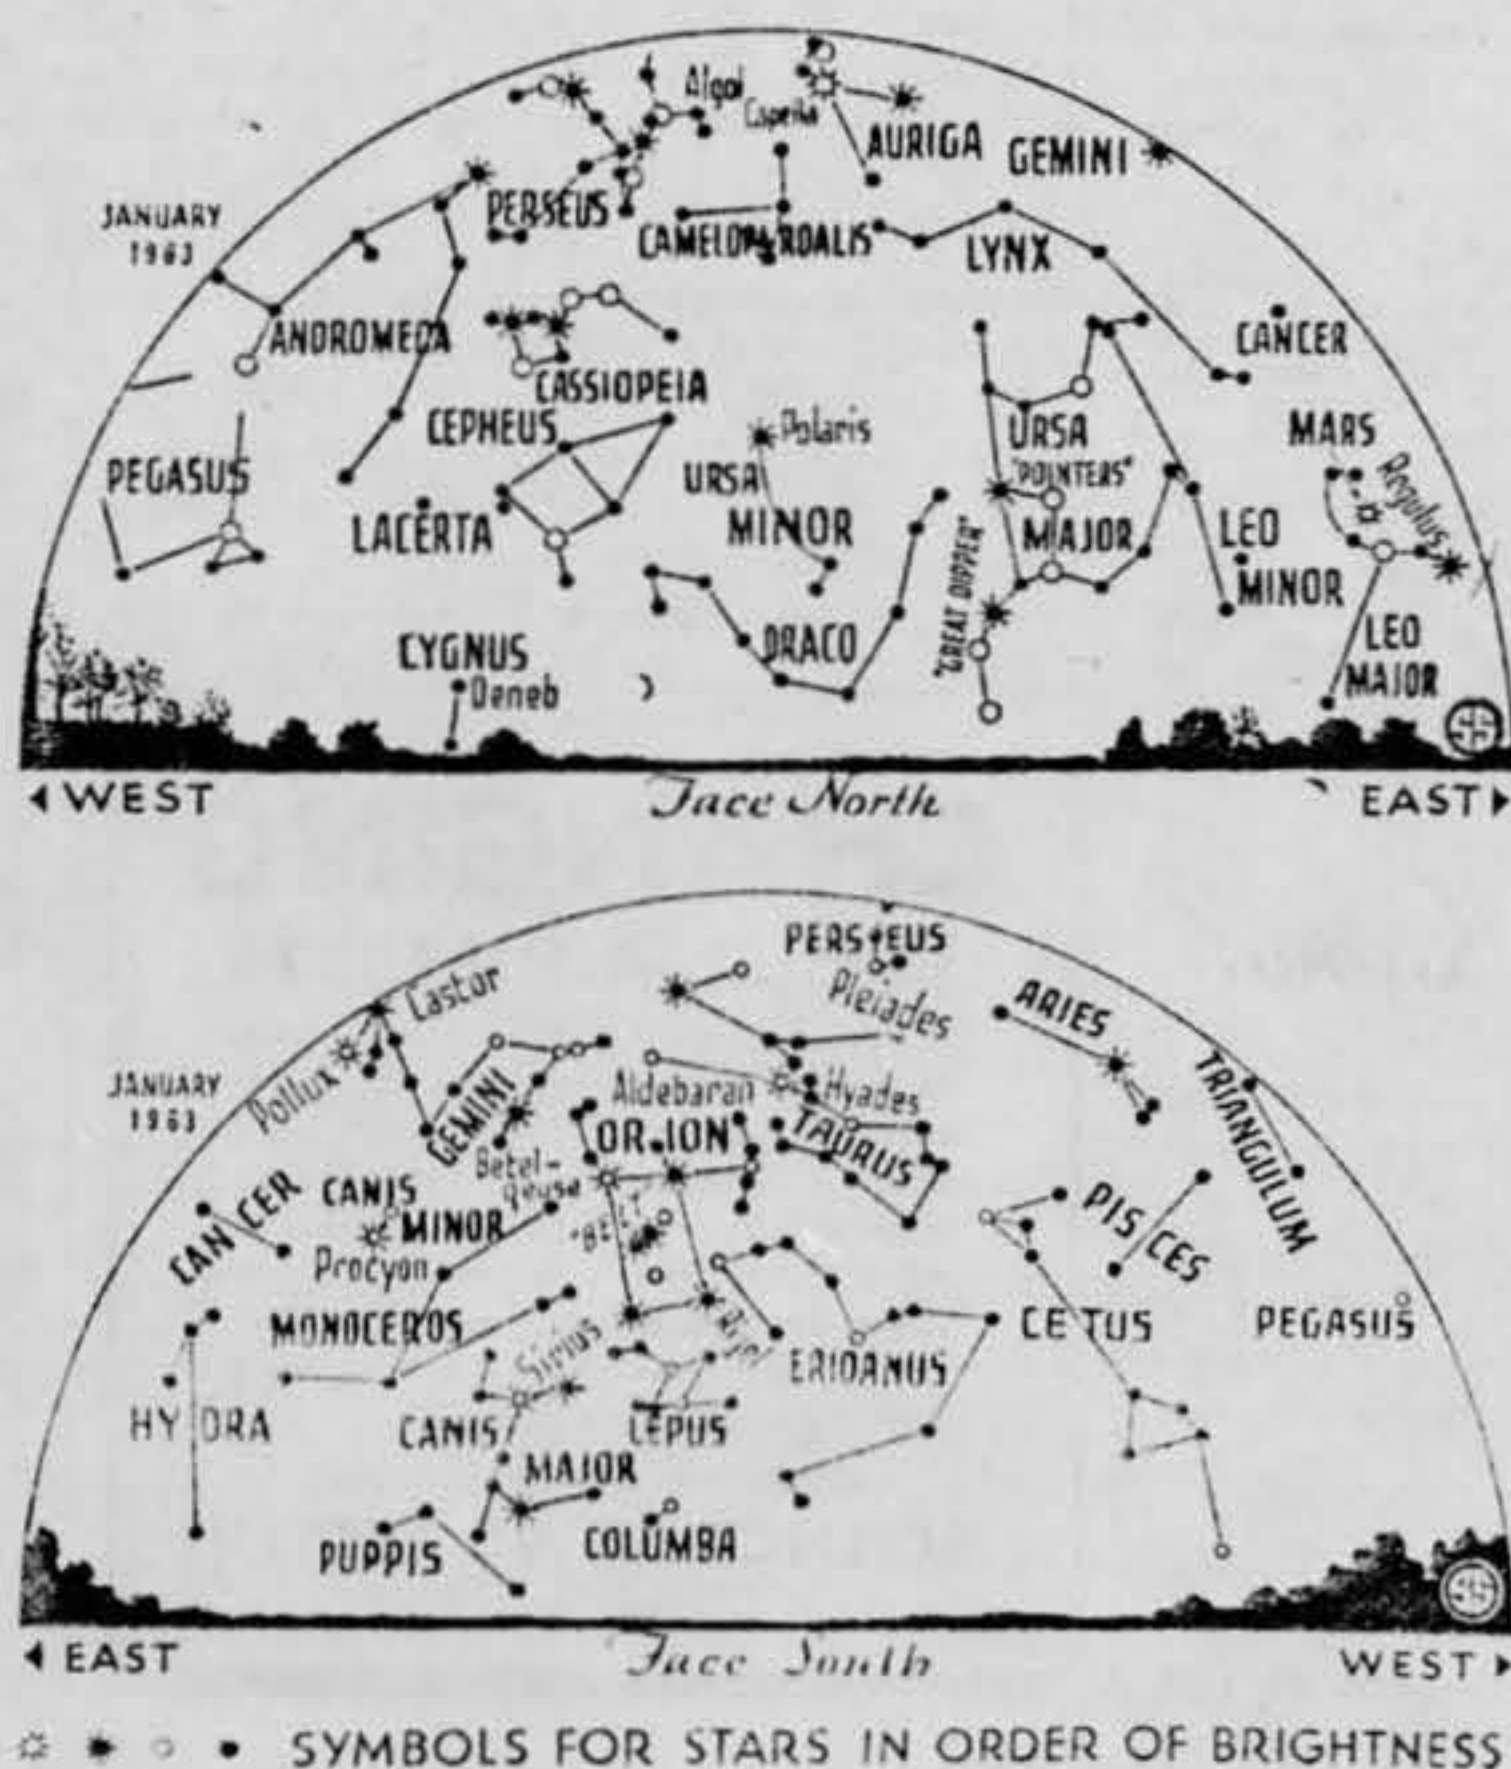 Algol
Capella
AURIGA
GEMINI
JANUARY
1963
PERSEUS
CAMELOPARDALIS
LYNX
ANDROMEDA
CANCER
CASSIOPEIA
CEPHEUS
Polaris
URSA
"POINTERS"
MAJOR
MARS
Regulus
PEGASUS
URSA
MINOR
LACERTA
LEO
MINOR
"GREAT DIPPER"
CYGNUS
Deneb
DRACO
LEO
MAJOR
SS
WEST
Face North
EAST
PERSEUS
Castor
Pleiades
ARIES
JANUARY
1963
Pollux
GEMINI
Aldebaran
Hyades
TRIANGULUM
ORION
TAURUS
Betel-
geuse
CANCER
CANIS
MINOR
"BELT"
PISCES
Procyon
MONOCEROS
Sirius
Rigel
CETUS
PEGASUS
ERIDANUS
HYDRA
CANIS
MAJOR
LEPUS
PUPPIS
COLUMBA
SS
EAST
Face South
WEST
SYMBOLS FOR STARS IN ORDER OF BRIGHTNESS